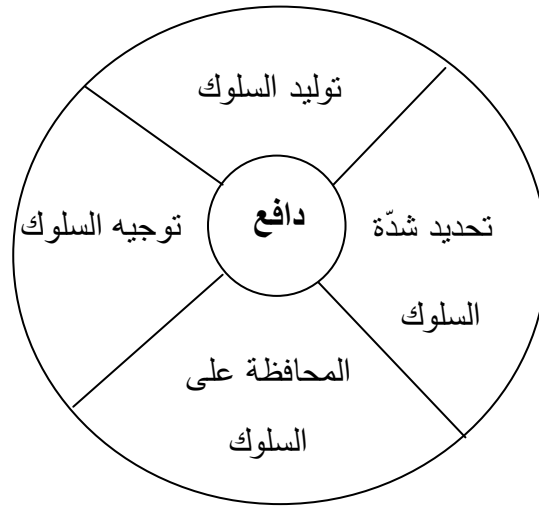 توليد السلوك
دافع
تحديد شدّة
السلوك
توجيه السلوك
المحافظة على
السلوك